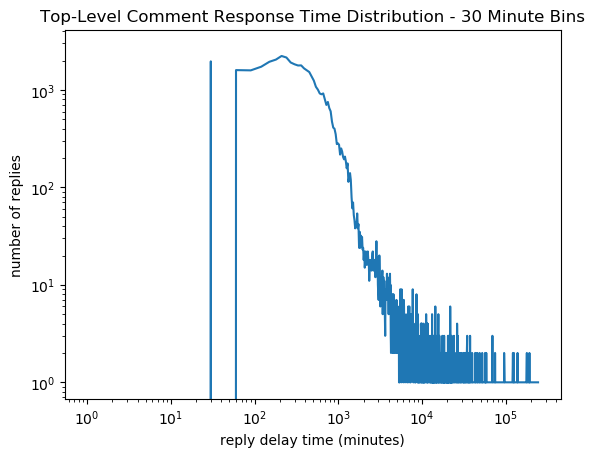 Top-Level Comment Response Time Distribution - 30 Minute Bins
number of replies
10³
10²
10¹
10⁰
10⁰ 10¹ 10² 10³ 10⁴ 10⁵
reply delay time (minutes)